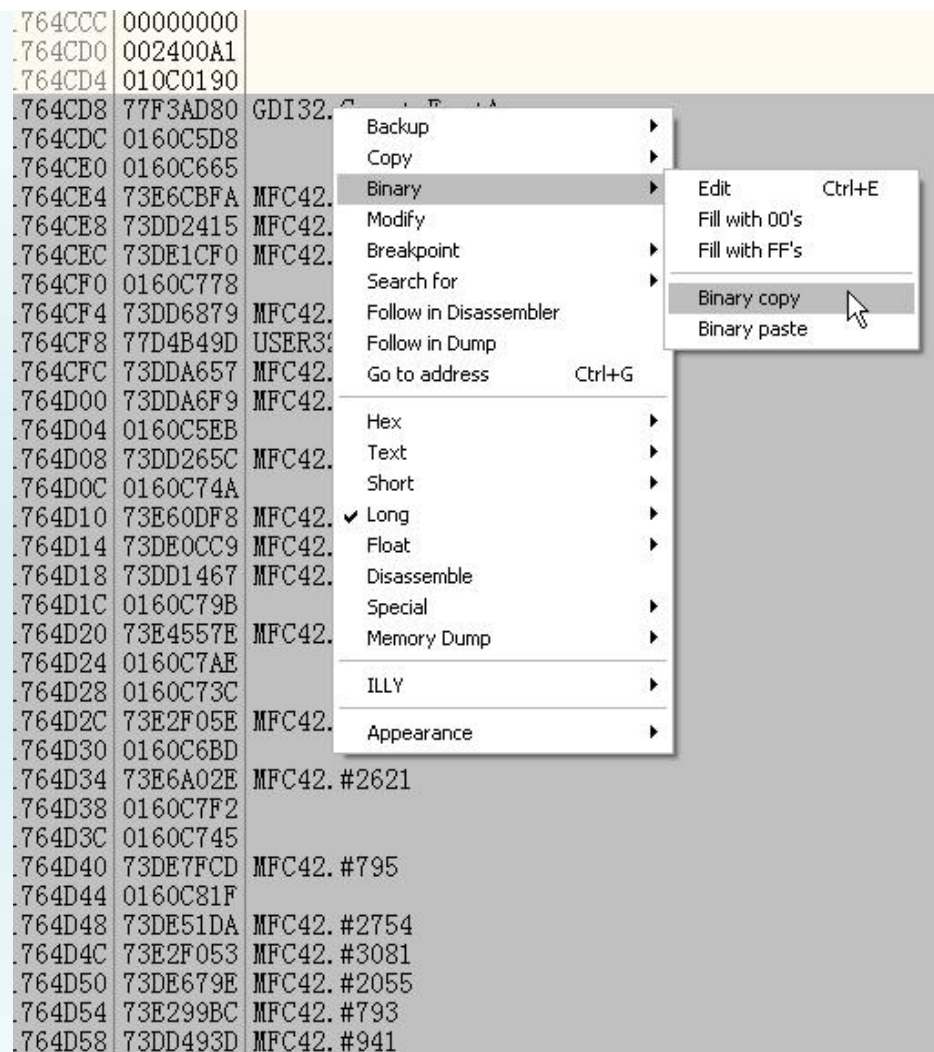 .764CCC 00000000
.764CD0 002400A1
.764CD4 010C0190
.764CD8 77F3AD80 GDI32.
.764CDC 0160C5D8
.764CE0 0160C665
.764CE4 73E6CBFA MFC42.
.764CE8 73DD2415 MFC42.
.764CEC 73DE1CF0 MFC42.
.764CF0 0160C778
.764CF4 73DD6879 MFC42.
.764CF8 77D4B49D USER32
.764CFC 73DDA657 MFC42.
.764D00 73DDA6F9 MFC42.
.764D04 0160C5EB
.764D08 73DD265C MFC42.
.764D0C 0160C74A
.764D10 73E60DF8 MFC42.
.764D14 73DE0CC9 MFC42.
.764D18 73DD1467 MFC42.
.764D1C 0160C79B
.764D20 73E4557E MFC42.
.764D24 0160C7AE
.764D28 0160C73C
.764D2C 73E2F05E MFC42.
.764D30 0160C6BD
.764D34 73E6A02E MFC42.#2621
.764D38 0160C7F2
.764D3C 0160C745
.764D40 73DE7FCD MFC42.#795
.764D44 0160C81F
.764D48 73DE51DA MFC42.#2754
.764D4C 73E2F053 MFC42.#3081
.764D50 73DE679E MFC42.#2055
.764D54 73E299BC MFC42.#793
.764D58 73DD493D MFC42.#941
Backup
Copy
Binary
Modify
Breakpoint
Search for
Follow in Disassembler
Follow in Dump
Go to address Ctrl+G
Hex
Text
Short
Long
Float
Disassemble
Special
Memory Dump
ILLY
Appearance
Edit Ctrl+E
Fill with 00's
Fill with FF's
Binary copy
Binary paste